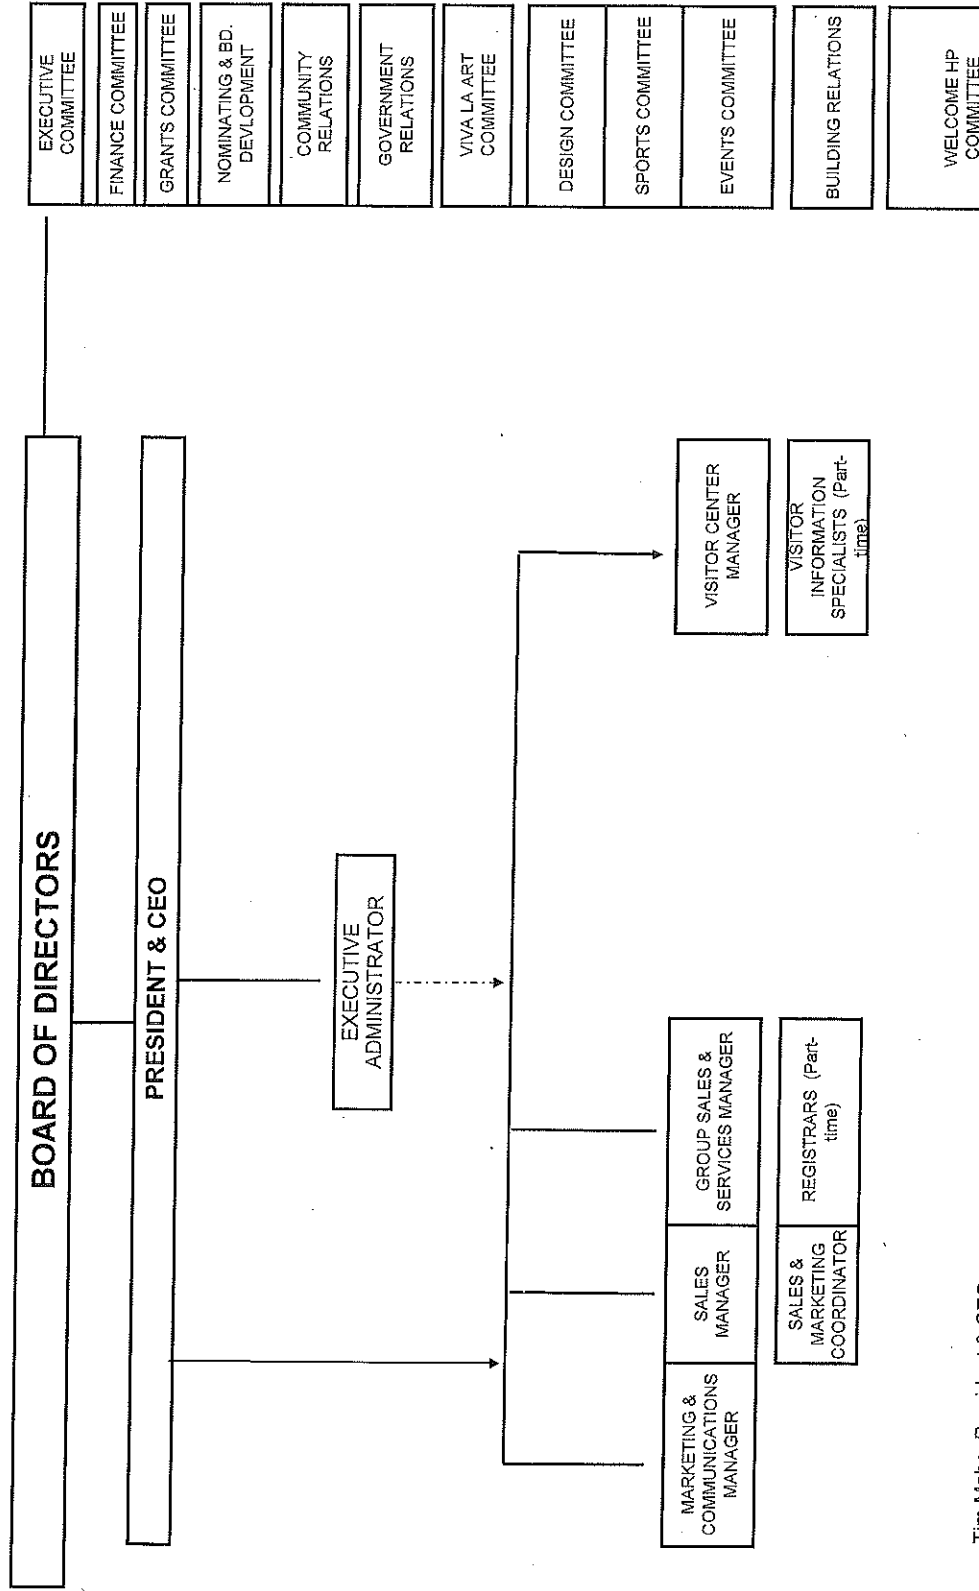 BOARD OF DIRECTORS
PRESIDENT & CEO
EXECUTIVE
ADMINISTRATOR
MARKETING &
COMMUNICATIONS
MANAGER
SALES
MANAGER
GROUP SALES &
SERVICES MANAGER
VISITOR CENTER
MANAGER
SALES &
MARKETING
COORDINATOR
REGISTRARS (Part-
time)
VISITOR
INFORMATION
SPECIALISTS (Part-
time)
EXECUTIVE
COMMITTEE
FINANCE COMMITTEE
GRANTS COMMITTEE
NOMINATING & BD.
DEVLOPMENT
COMMUNITY
RELATIONS
GOVERNMENT
RELATIONS
VIVA LA ART
COMMITTEE
DESIGN COMMITTEE
SPORTS COMMITTEE
EVENTS COMMITTEE
BUILDING RELATIONS
WELCOME HP
COMMITTEE